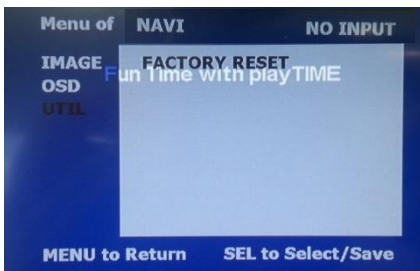 Menu of NAVI NO INPUT
IMAGE FACTORY RESET
Fun Time with playTIME
OSD
UTIL
MENU to Return SEL to Select/Save